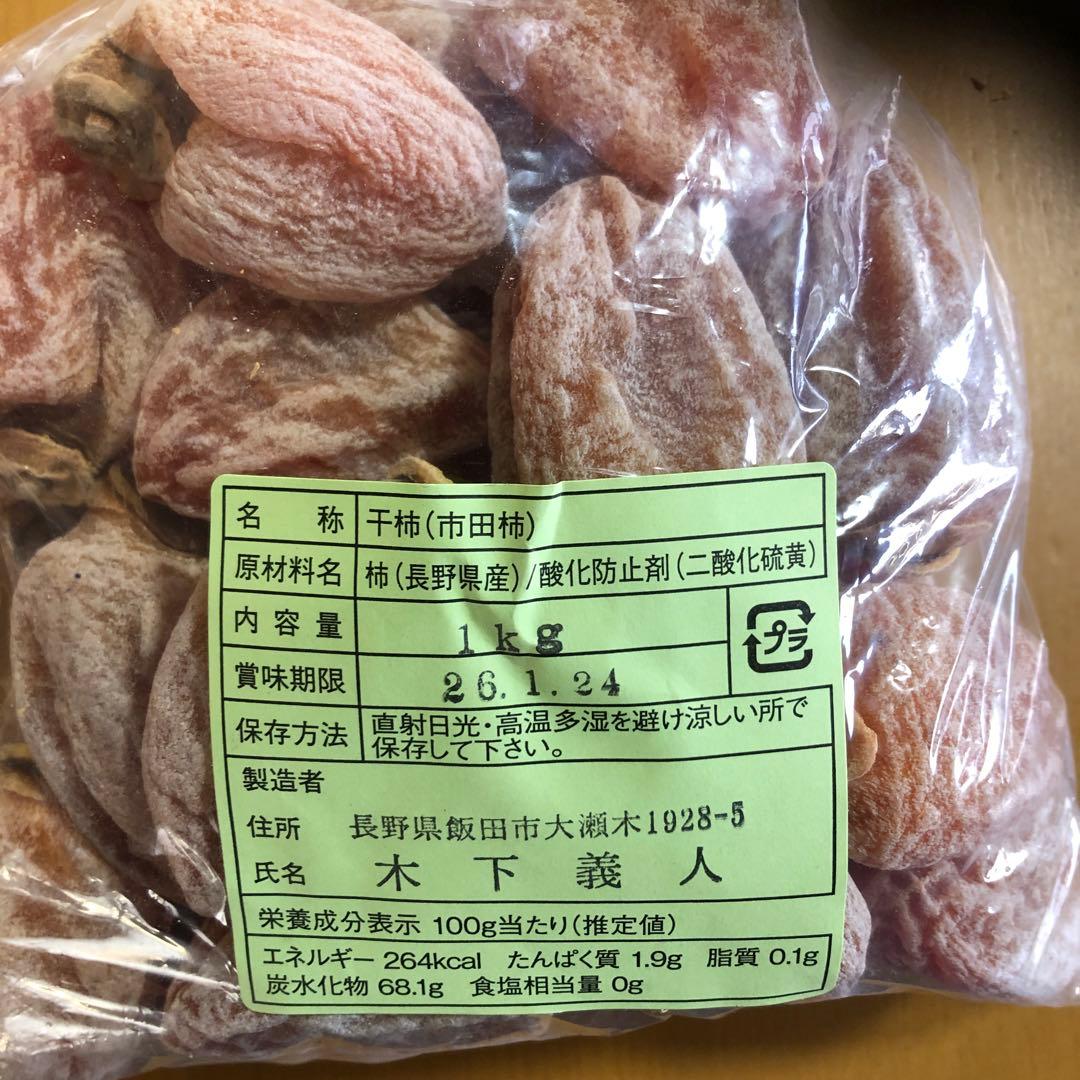 名称 干柿(市田柿)
原材料名 柿(長野県産)/酸化防止剤(二酸化硫黄)
内容量 1kg
プラ
賞味期限 26.1.24
保存方法 直射日光・高温多湿を避け涼しい所で
保存して下さい。
製造者
住所 長野県飯田市大瀬木1928-5
氏名 木下義人
栄養成分表示 100g当たり(推定値)
エネルギー 264kcal たんぱく質 1.9g 脂質 0.1g
炭水化物 68.1g 食塩相当量 0g